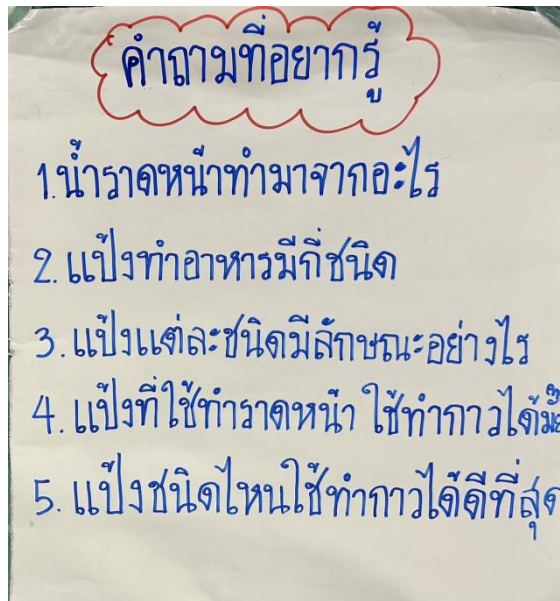 คำถามที่อยากรู้
1.น้ำราดหน้าทำมาจากอะไร
2. แป้งทำอาหารมีกี่ชนิด
3. แป้งแต่ละชนิดมีลักษณะอย่างไร
4. แป้งที่ใช้ทำราดหน้า ใช้ทำกาวได้
5. แป้งชนิดไหนใช้ทำกาวได้ดีที่สุด